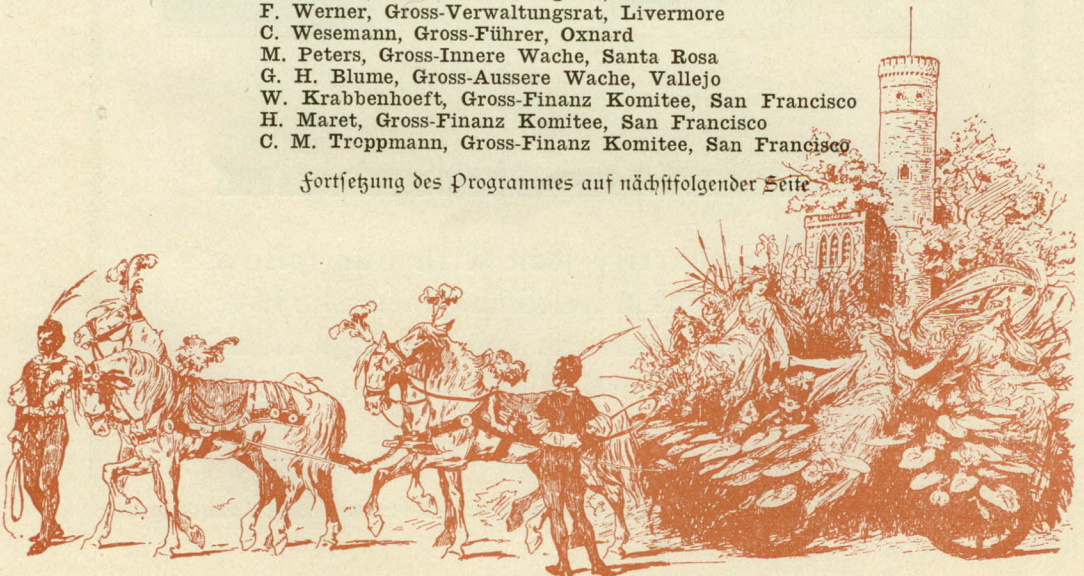 F. Werner, Gross-Verwaltungsrat, Livermore
C. Wesemann, Gross-Führer, Oxnard
M. Peters, Gross-Innere Wache, Santa Rosa
G. H. Blume, Gross-Aussere Wache, Vallejo
W. Krabbenhoeft, Gross-Finanz Komitee, San Francisco
H. Maret, Gross-Finanz Komitee, San Francisco
C. M. Troppmann, Gross-Finanz Komitee, San Francisco
Fortsetzung des Programmes auf nächstfolgender Seite